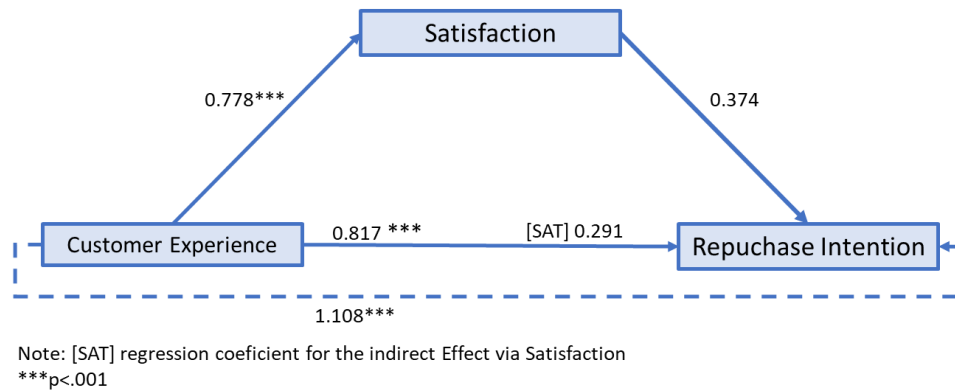 Satisfaction
0.778***
0.374
Customer Experience
0.817 ***
[SAT] 0.291
Repuchase Intention
1.108***
Note: [SAT] regression coeficient for the indirect Effect via Satisfaction
***p<.001